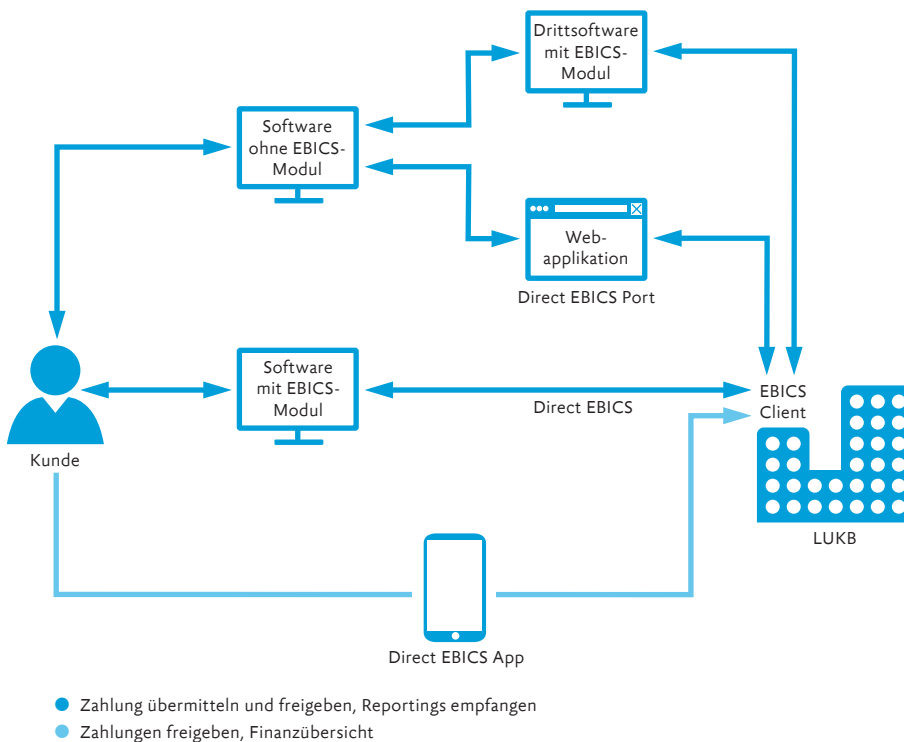 Drittsoftware
mit EBICS-
Modul
Software
ohne EBICS-
Modul
Web-
applikation
Direct EBICS Port
Software
mit EBICS-
Modul
Direct EBICS
EBICS
Client
Kunde
LUKB
Direct EBICS App
Zahlung übermitteln und freigeben, Reportings empfangen
Zahlungen freigeben, Finanzübersicht